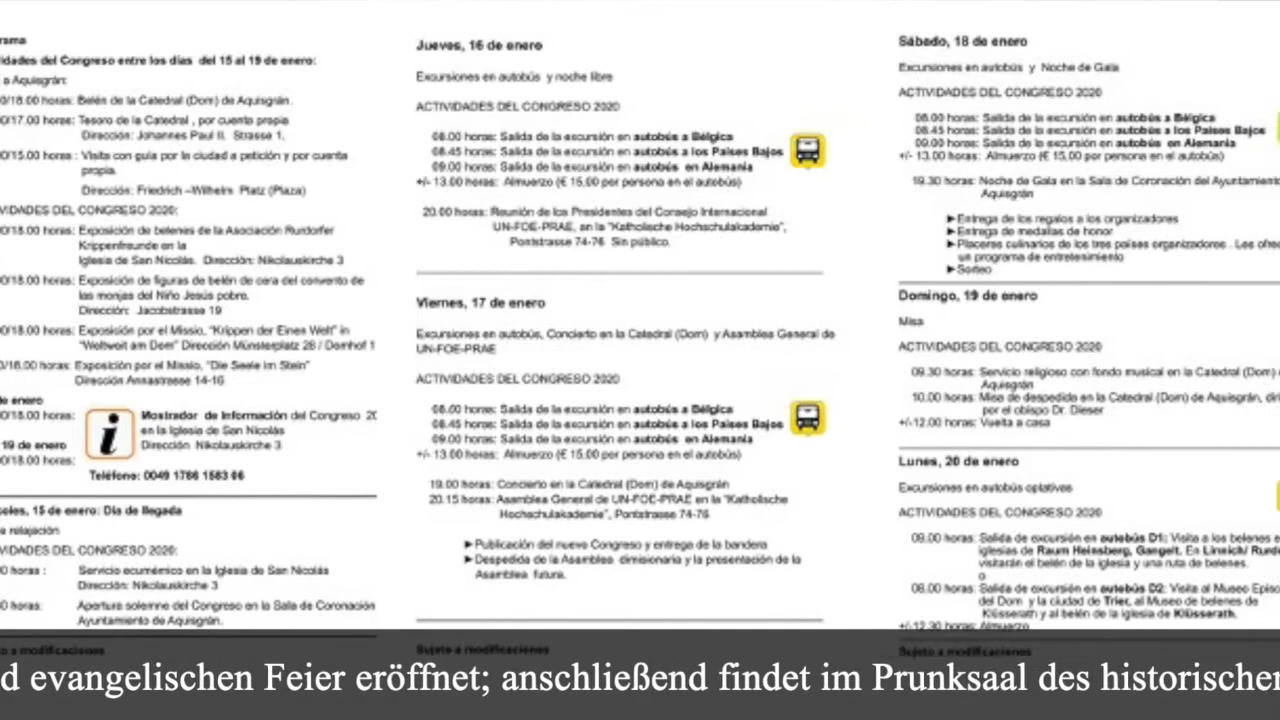 rama
idades del Congreso entre los días del 15 al 19 de enero:
a Aquisgrán:
0/18.00 horas: Belén de la Catedral (Dom) de Aquisgrán.
0/17.00 horas: Tesoro de la Catedral , por cuenta propia
Dirección: Johannes Paul II. Strasse 1.
0/15.00 horas : Visita con guía por la ciudad a petición y por cuenta
propia.
Dirección: Friedrich –Wilhelm Platz (Plaza)
VIDADES DEL CONGRESO 2020:
0/18.00 horas: Exposición de belenes de la Asociación Rurdorfer
Krippenfreunde en la
Iglesia de San Nicolás. Dirección: Nikolauskirche 3
0/18.00 horas: Exposición de figuras de belén de cera del convento de
las monjas del Niño Jesús pobre.
Dirección: Jacobstrasse 19
0/18.00 horas: Exposición por el Missio, "Krippen der Einen Welt" in
"Weltweit am Dom" Dirección Münsterplatz 28 / Domhof 1
0/18.00 horas: Exposición por el Missio, "Die Seele im Stein"
Dirección Annastrasse 14-16
de enero
0/18.00 horas: Mostrador de Información del Congreso 20
en la Iglesia de San Nicolás
19 de enero Dirección: Nikolauskirche 3
0/18.00 horas:
Teléfono: 0049 1786 1583 66
coles, 15 de enero: Día de llegada
e relajación
VIDADES DEL CONGRESO 2020:
0 horas : Servicio ecuménico en la Iglesia de San Nicolás
Dirección: Nikolauskirche 3
0 horas: Apertura solemne del Congreso en la Sala de Coronación
Ayuntamiento de Aquisgrán.
o a modificaciones
Jueves, 16 de enero
Excursiones en autobús y noche libre
ACTIVIDADES DEL CONGRESO 2020
08.00 horas: Salida de la excursión en autobús a Bélgica
08.45 horas: Salida de la excursión en autobús a los Países Bajos
09.00 horas: Salida de la excursión en autobús en Alemania
+/- 13.00 horas: Almuerzo (€ 15,00 por persona en el autobús)
20.00 horas: Reunión de los Presidentes del Consejo Internacional
UN-FOE-PRAE, en la "Katholische Hochschulakademie",
Pontstrasse 74-76 Sin público.
Viernes, 17 de enero
Excursiones en autobús, Concierto en la Catedral (Dom) y Asamblea General de
UN-FOE-PRAE
ACTIVIDADES DEL CONGRESO 2020
08.00 horas: Salida de la excursión en autobús a Bélgica
08.45 horas: Salida de la excursión en autobús a los Países Bajos
09.00 horas: Salida de la excursión en autobús en Alemania
+/- 13.00 horas: Almuerzo (€ 15,00 por persona en el autobús)
19.00 horas: Concierto en la Catedral (Dom) de Aquisgrán
20.15 horas: Asamblea General de UN-FOE-PRAE en la "Katholische
Hochschulakademie", Pontstrasse 74-76
►Publicación del nuevo Congreso y entrega de la bandera
►Despedida de la Asamblea dimisionaria y la presentación de la
Asamblea futura.
Sujeto a modificaciones
Sábado, 18 de enero
Excursiones en autobús y Noche de Gala
ACTIVIDADES DEL CONGRESO 2020
08.00 horas: Salida de la excursión en autobús a Bélgica
08.45 horas: Salida de la excursión en autobús a los Países Bajos
09.00 horas: Salida de la excursión en autobús en Alemania
+/- 13.00 horas: Almuerzo (€ 15,00 por persona en el autobús)
19.30 horas: Noche de Gala en la Sala de Coronación del Ayuntamiento
Aquisgrán
►Entrega de los regalos a los organizadores
►Entrega de medallas de honor
►Placeres culinarios de los tres países organizadores . Les ofrec
un programa de entretenimiento
►Sorteo
Domingo, 19 de enero
Misa
ACTIVIDADES DEL CONGRESO 2020
09.30 horas: Servicio religioso con fondo musical en la Catedral (Dom)
Aquisgrán
10.00 horas: Misa de despedida en la Catedral (Dom) de Aquisgrán, diri
por el obispo Dr. Dieser
+/-12.00 horas: Vuelta a casa
Lunes, 20 de enero
Excursiones en autobús optativas
ACTIVIDADES DEL CONGRESO 2020
09.00 horas: Salida de excursión en autobús D1: Visita a los belenes e
iglesias de Raum Heinsberg, Gangelt. En Linnich/ Rurd
visitarán el belén de la iglesia y una ruta de belenes.
o
08.00 horas: Salida de excursión en autobús D2: Visita al Museo Episc
del Dom y la ciudad de Trier, al Museo de belenes de
Klüsserath y al belén de la iglesia de Klüsserath.
+/-12.30 horas: Almuerzo
Sujeto a modificaciones
d evangelischen Feier eröffnet; anschließend findet im Prunksaal des historischen